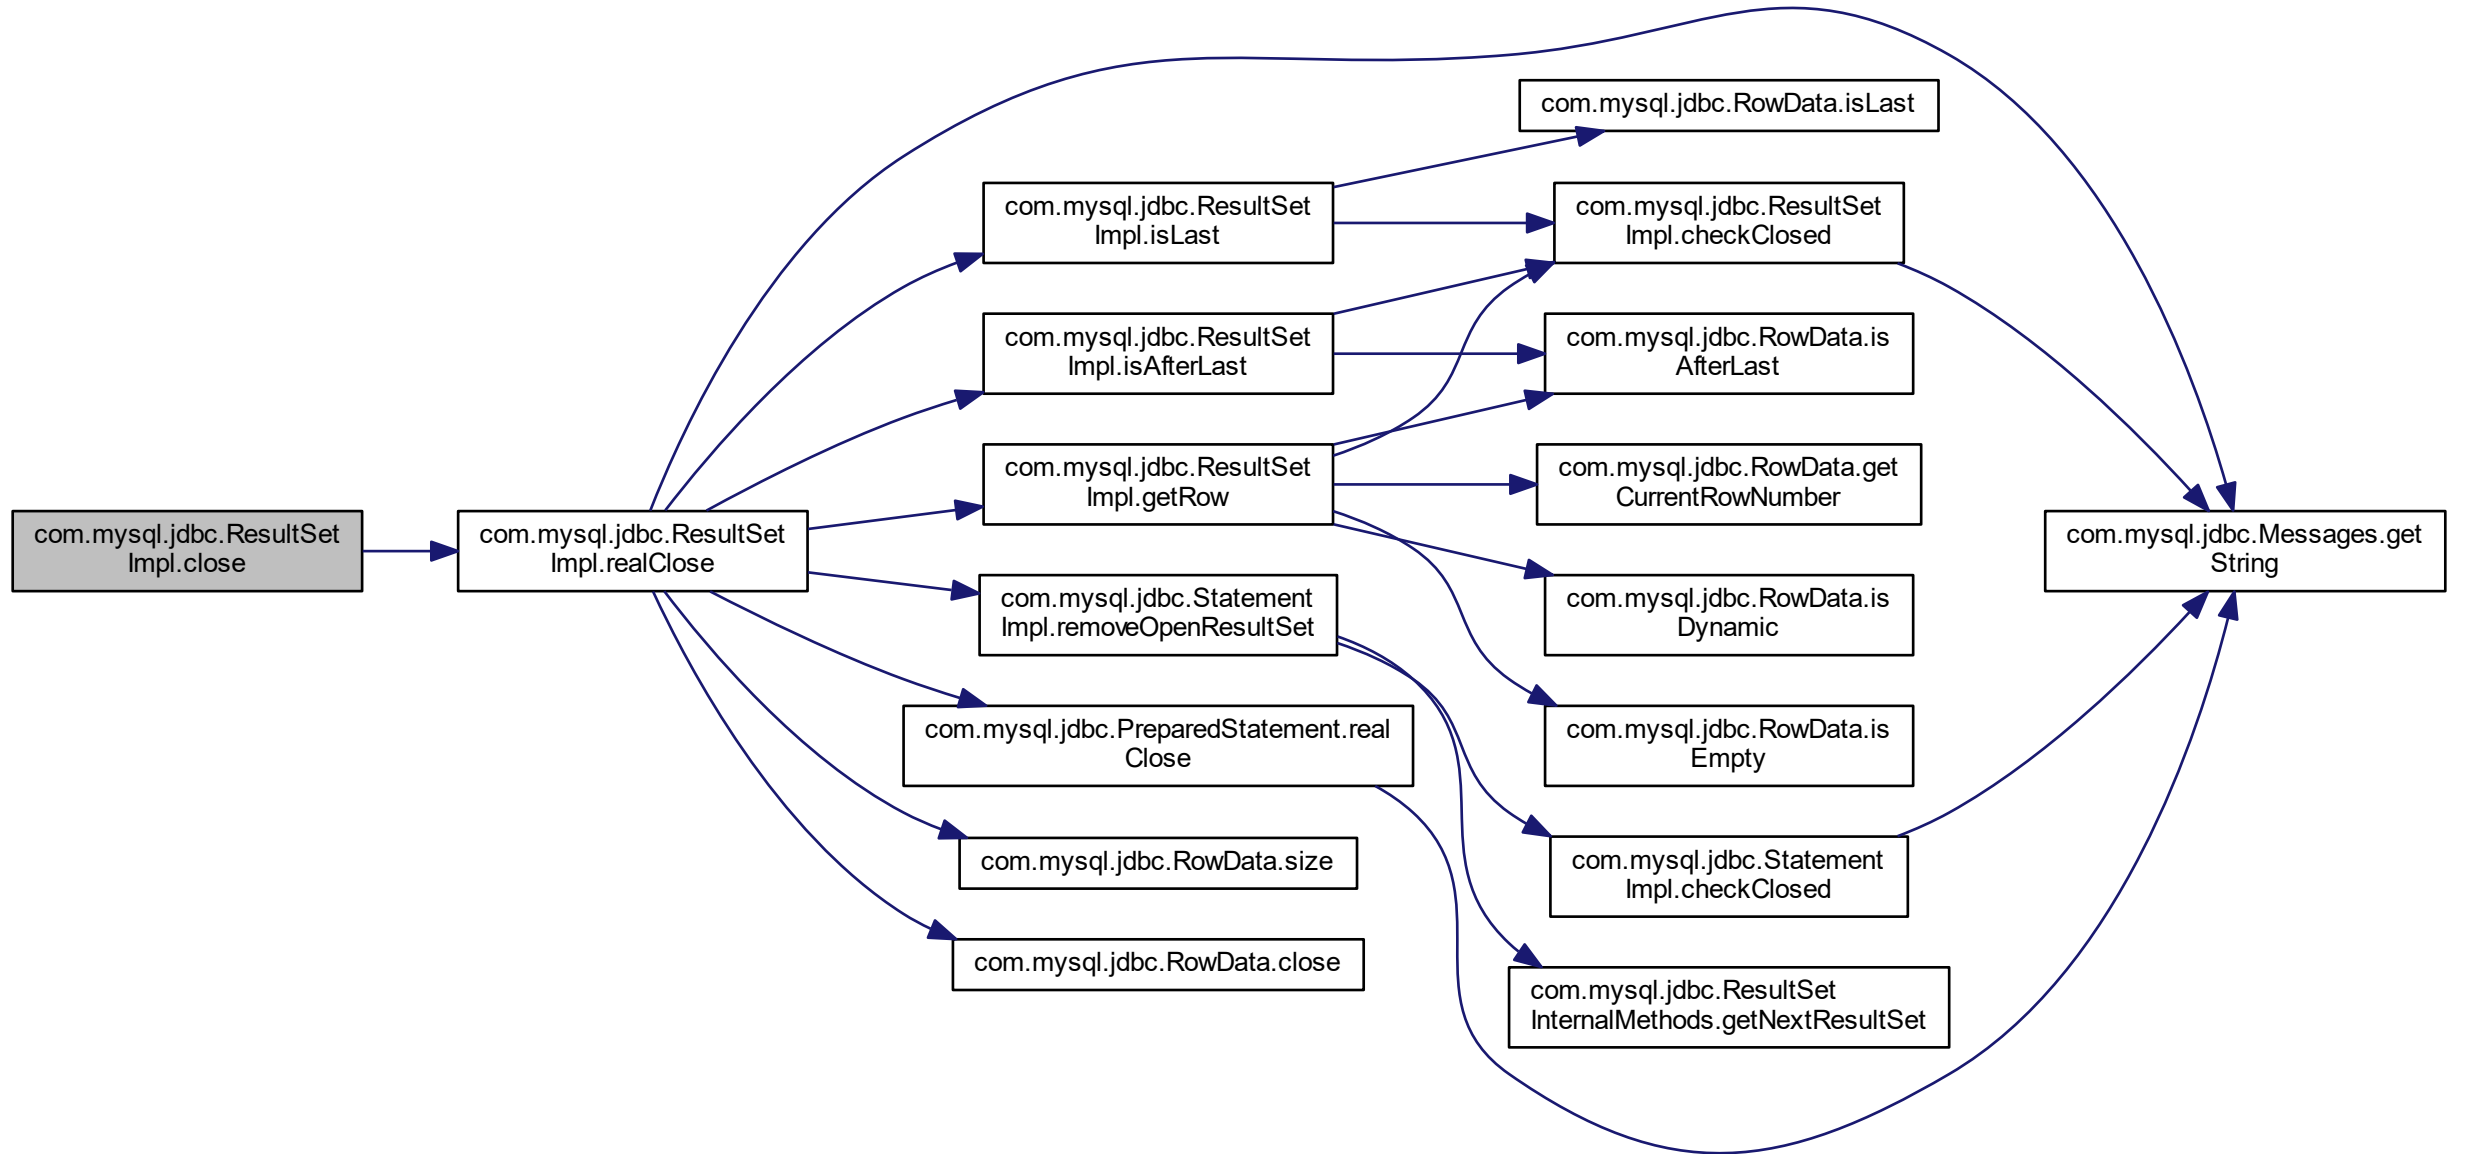 com.mysql.jdbc.ResultSet
Impl.close
com.mysql.jdbc.ResultSet
Impl.realClose
com.mysql.jdbc.ResultSet
Impl.isLast
com.mysql.jdbc.ResultSet
Impl.isAfterLast
com.mysql.jdbc.ResultSet
Impl.getRow
com.mysql.jdbc.Statement
Impl.removeOpenResultSet
com.mysql.jdbc.PreparedStatement.real
Close
com.mysql.jdbc.RowData.size
com.mysql.jdbc.RowData.close
com.mysql.jdbc.RowData.isLast
com.mysql.jdbc.ResultSet
Impl.checkClosed
com.mysql.jdbc.RowData.is
AfterLast
com.mysql.jdbc.RowData.get
CurrentRowNumber
com.mysql.jdbc.RowData.is
Dynamic
com.mysql.jdbc.RowData.is
Empty
com.mysql.jdbc.Statement
Impl.checkClosed
com.mysql.jdbc.ResultSet
InternalMethods.getNextResultSet
com.mysql.jdbc.Messages.get
String